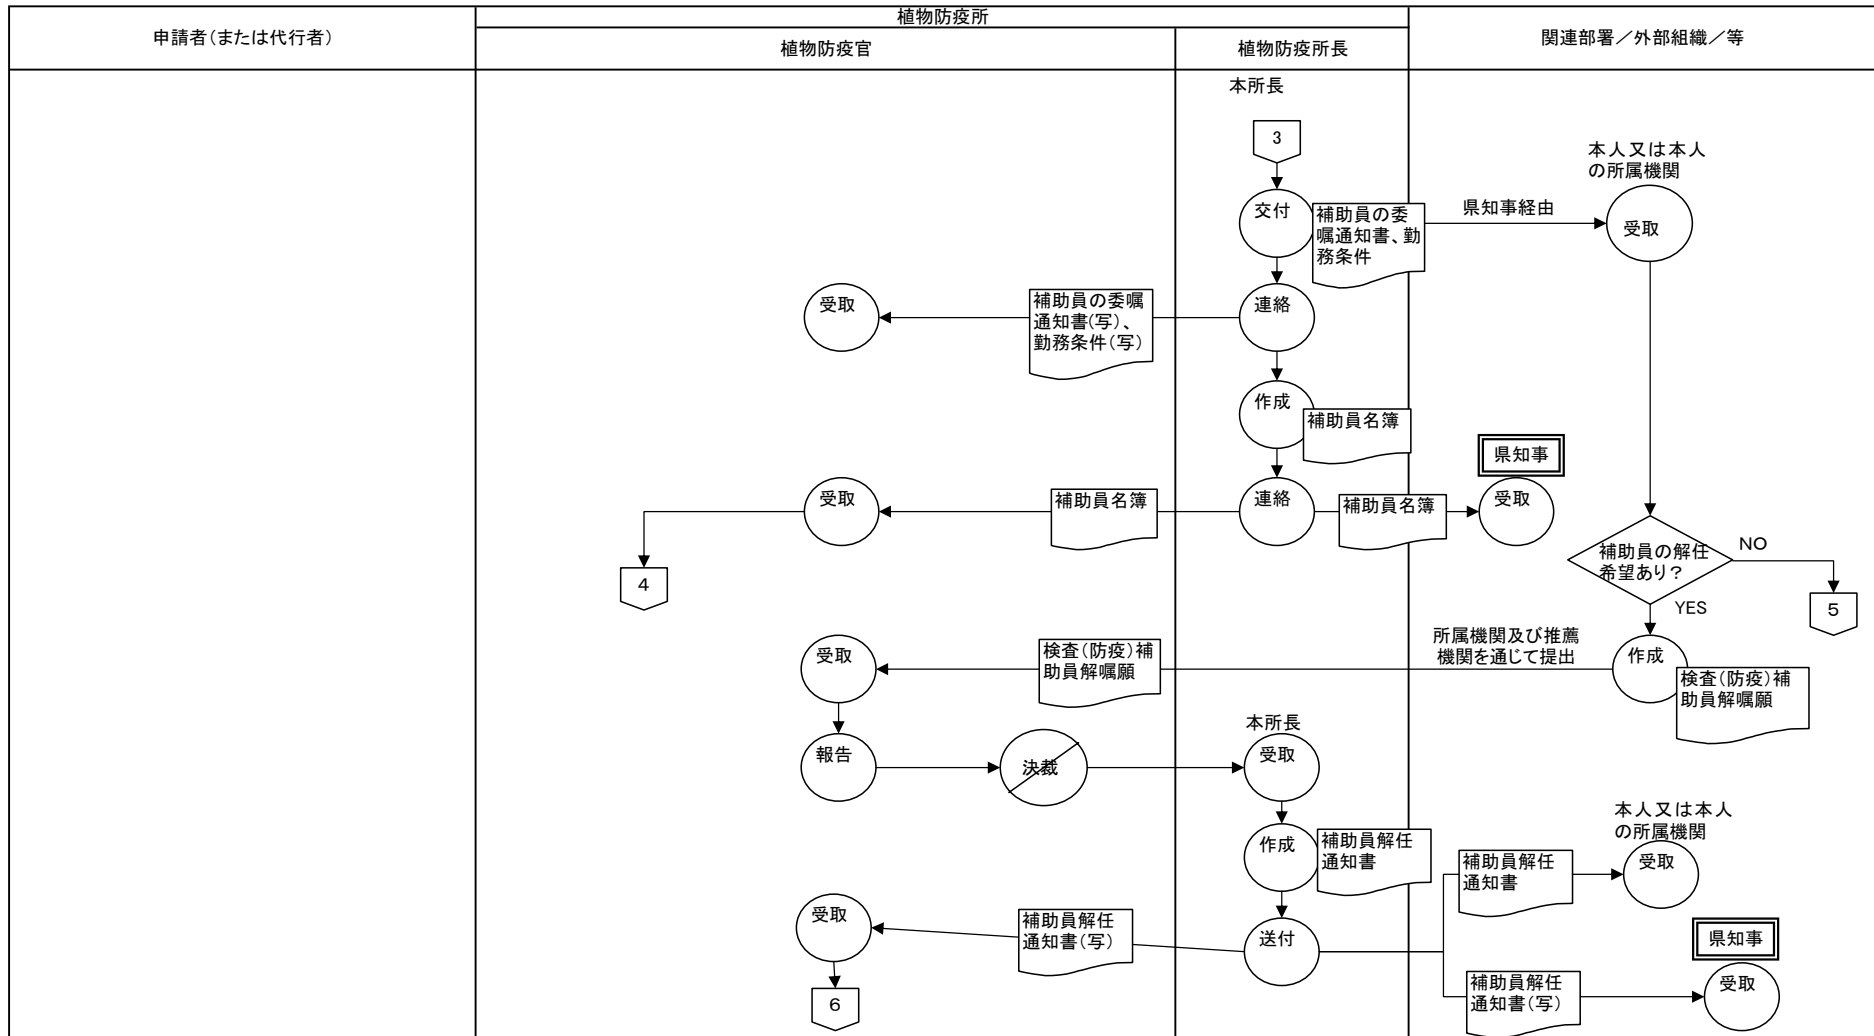 申請者(または代行者)
植物防疫所
植物防疫官
植物防疫所長
関連部署/外部組織/等
本所長
3
本人又は本人
の所属機関
交付
補助員の委
嘱通知書、勤
務条件
県知事経由
受取
受取
補助員の委嘱
通知書(写)、
勤務条件(写)
連絡
作成
補助員名簿
県知事
受取
補助員名簿
連絡
補助員名簿
受取
4
補助員の解任
希望あり?
NO
5
YES
受取
検査(防疫)補
助員解嘱願
所属機関及び推薦
機関を通じて提出
作成
検査(防疫)補
助員解嘱願
本所長
報告
決裁
受取
本人又は本人
の所属機関
作成
補助員解任
通知書
補助員解任
通知書
受取
受取
補助員解任
通知書(写)
送付
県知事
補助員解任
通知書(写)
受取
6